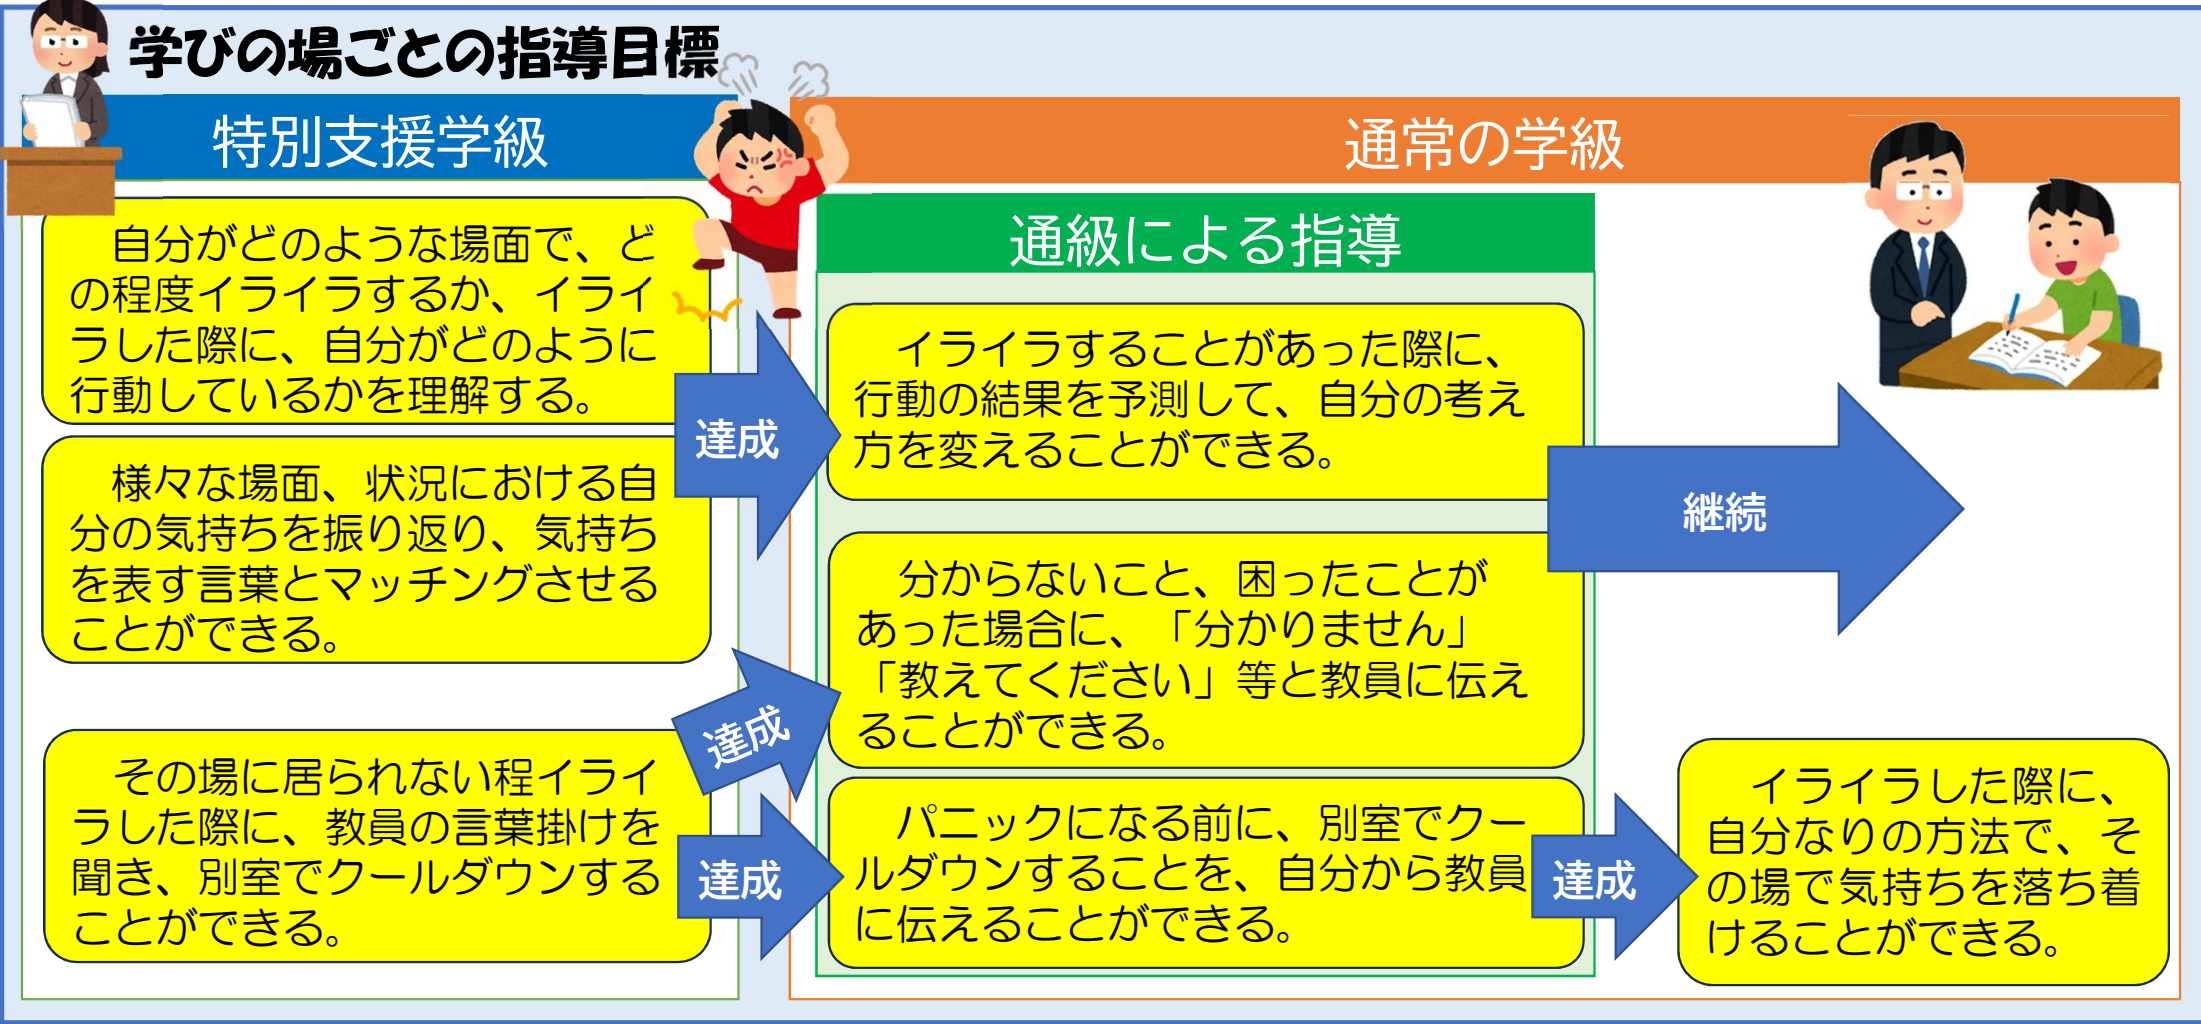 学びの場ごとの指導目標
特別支援学級
自分がどのような場面で、ど
の程度イライラするか、イライ
ラした際に、自分がどのように
行動しているかを理解する。
様々な場面、状況における自
分の気持ちを振り返り、気持ち
を表す言葉とマッチングさせる
ことができる。
その場に居られない程イライ
ラした際に、教員の言葉掛けを
聞き、別室でクールダウンする
ことができる。
達成
達成
達成
通常の学級
通級による指導
イライラすることがあった際に、
行動の結果を予測して、自分の考え
方を変えることができる。
分からないこと、困ったことが
あった場合に、「分かりません」
「教えてください」等と教員に伝え
ることができる。
パニックになる前に、別室でクー
ルダウンすることを、自分から教員
に伝えることができる。
継続
達成
イライラした際に、
自分なりの方法で、そ
の場で気持ちを落ち着
けることができる。